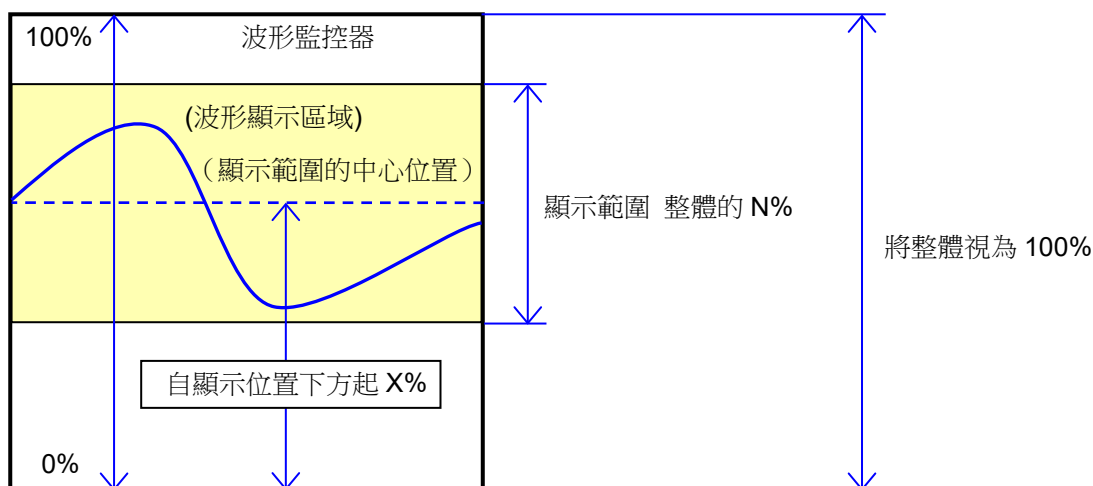 100%
波形監控器
(波形顯示區域)
（顯示範圍的中心位置）
顯示範圍 整体的 N%
將整體視為 100%
自顯示位置下方起 X%
0%